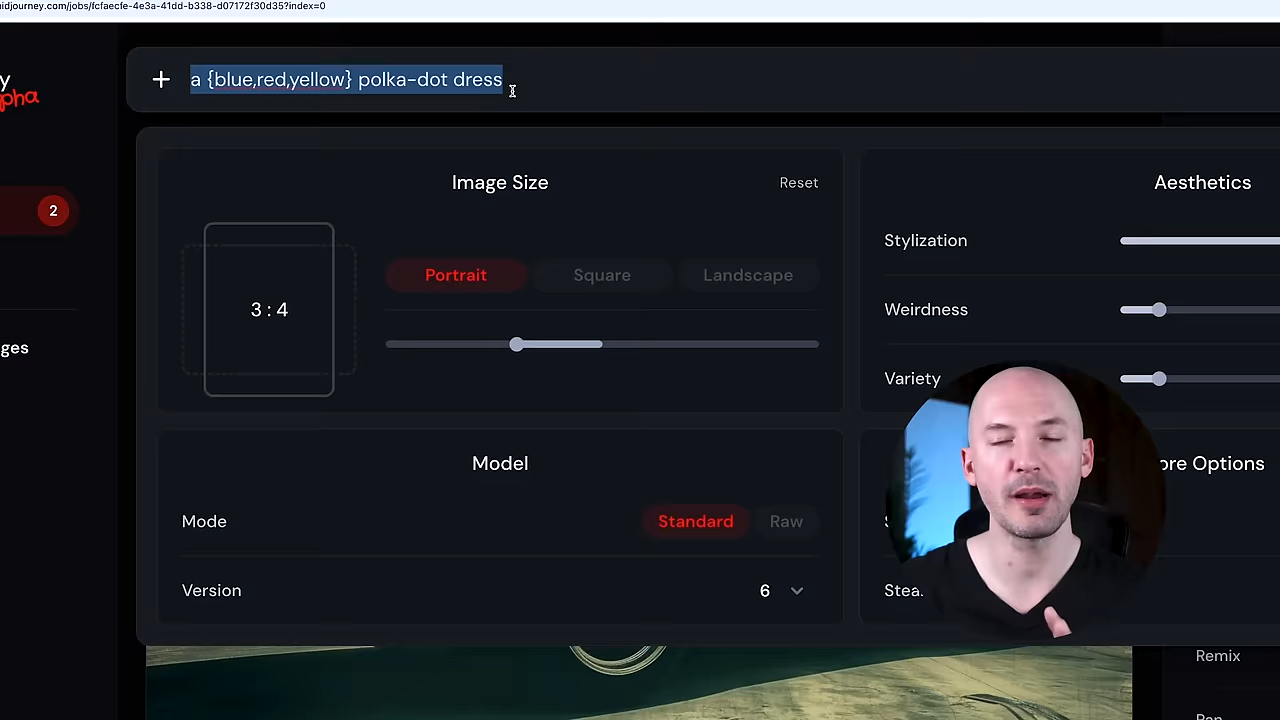 idjourney.com/jobs/fcfaecfe-4e3a-41dd-b338-d07172f30d35?index=0
y
pha
+ a {blue,red,yellow} polka-dot dress
2
ges
Image Size
Reset
3 : 4
Portrait
Square
Landscape
Aesthetics
Stylization
Weirdness
Variety
Model
Mode
Standard
Raw
Version
6
ore Options
S
Stea
Remix
Pan